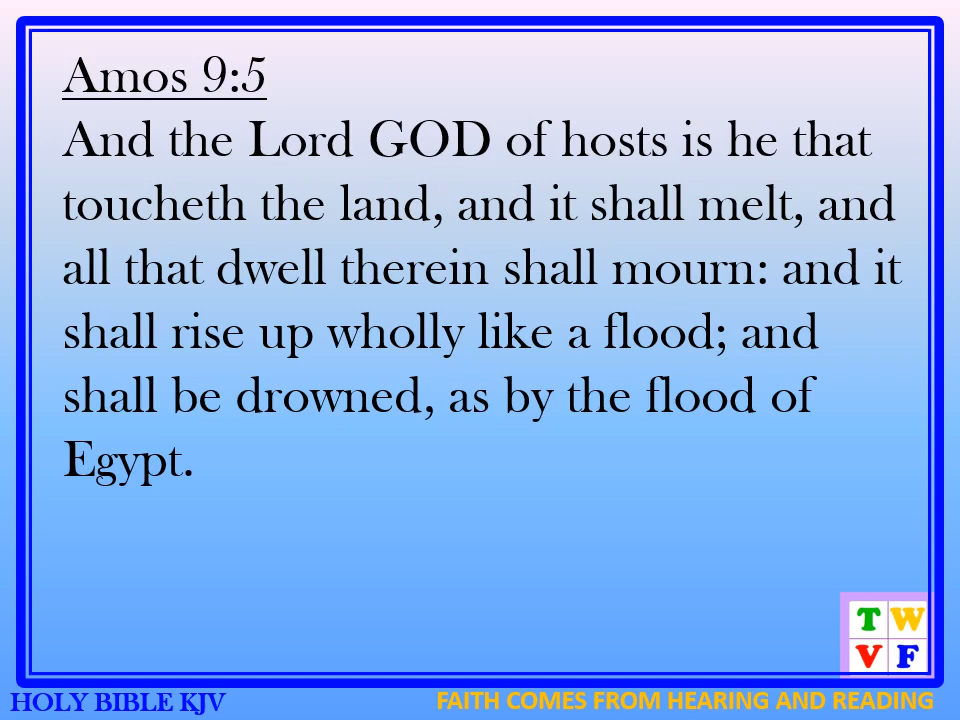 Amos 9:5
And the Lord GOD of hosts is he that
toucheth the land, and it shall melt, and
all that dwell therein shall mourn: and it
shall rise up wholly like a flood; and
shall be drowned, as by the flood of
Egypt.
T W
V F
HOLY BIBLE KJV
FAITH COMES FROM HEARING AND READING